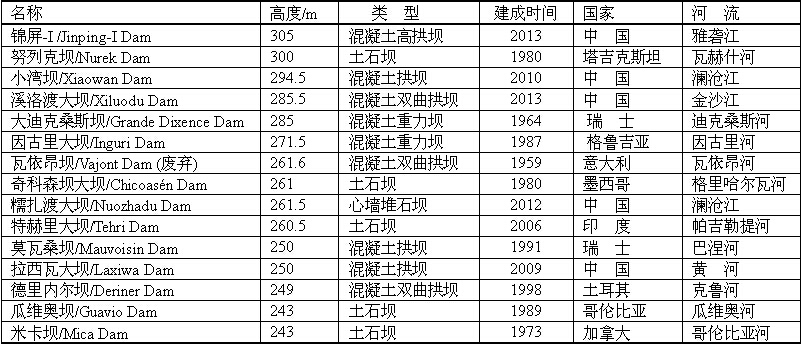 名称 高度/m 类 型 建成时间 国家 河 流
锦屏-I /Jinping-I Dam 305 混凝土高拱坝 2013 中 国 雅砻江
努列克坝/Nurek Dam 300 土石坝 1980 塔吉克斯坦 瓦赫什河
小湾坝/Xiaowan Dam 294.5 混凝土拱坝 2010 中 国 澜沧江
溪洛渡大坝/Xiluodu Dam 285.5 混凝土双曲拱坝 2013 中 国 金沙江
大迪克桑斯坝/Grande Dixence Dam 285 混凝土重力坝 1964 瑞 士 迪克桑斯河
因古里大坝/Inguri Dam 271.5 混凝土重力坝 1987 格鲁吉亚 因古里河
瓦依昂坝/Vajont Dam (废弃) 261.6 混凝土双曲拱坝 1959 意大利 瓦依昂河
奇科森坝大坝/Chicoasén Dam 261 土石坝 1980 墨西哥 格里哈尔瓦河
糯扎渡大坝/Nuozhadu Dam 261.5 心墙堆石坝 2012 中 国 澜沧江
特赫里大坝/Tehri Dam 260.5 土石坝 2006 印 度 帕吉勒提河
莫瓦桑坝/Mauvoisin Dam 250 混凝土拱坝 1991 瑞 士 巴涅河
拉西瓦大坝/Laxiwa Dam 250 混凝土拱坝 2009 中 国 黄 河
德里内尔坝/Deriner Dam 249 混凝土双曲拱坝 1998 土耳其 克鲁河
瓜维奥坝/Guavio Dam 243 土石坝 1989 哥伦比亚 瓜维奥河
米卡坝/Mica Dam 243 土石坝 1973 加拿大 哥伦比亚河